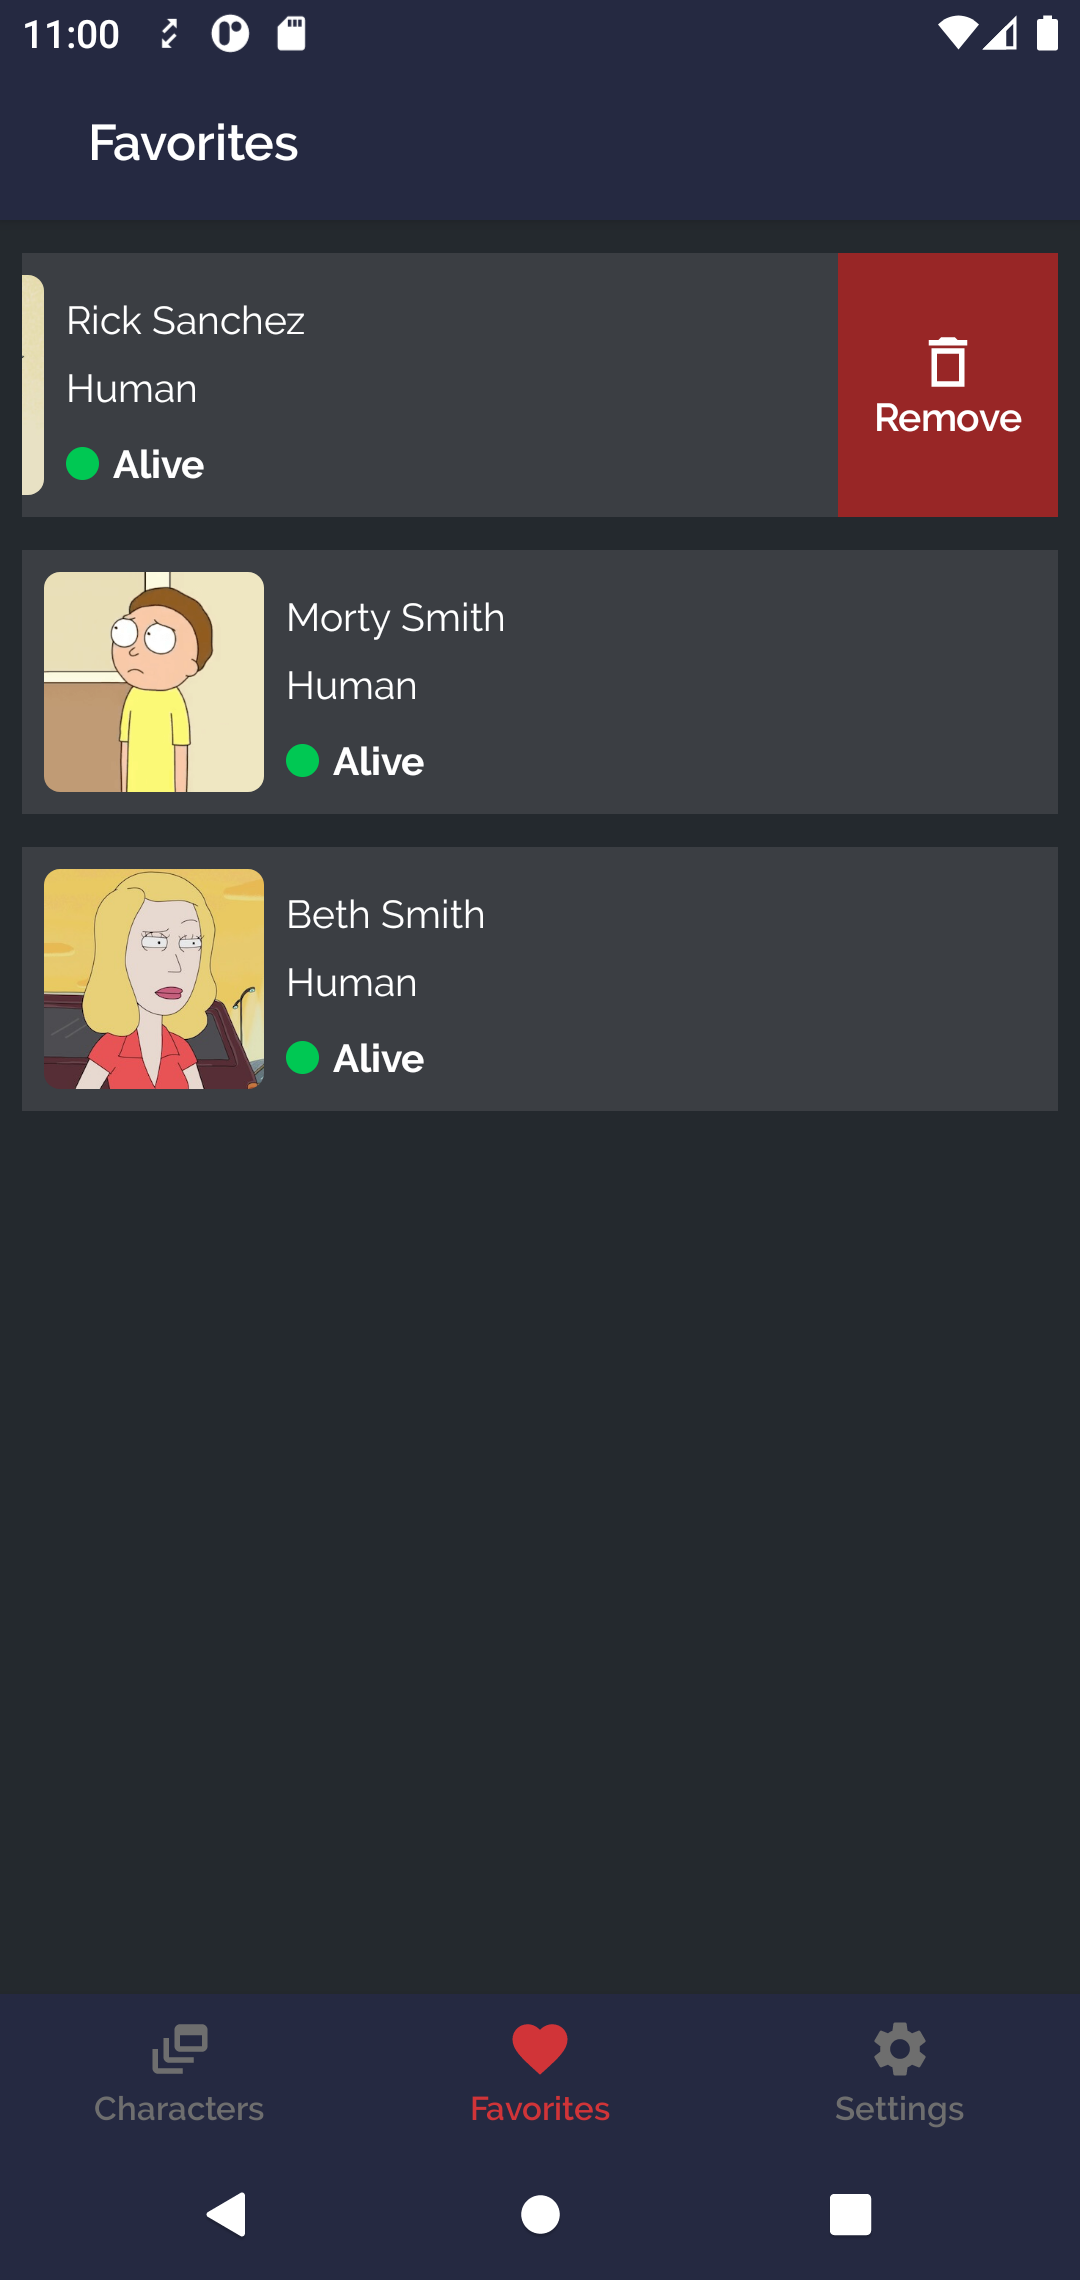 11:00
Favorites
Rick Sanchez
Human
Alive
Remove
Morty Smith
Human
Alive
Beth Smith
Human
Alive
Characters
Favorites
Settings